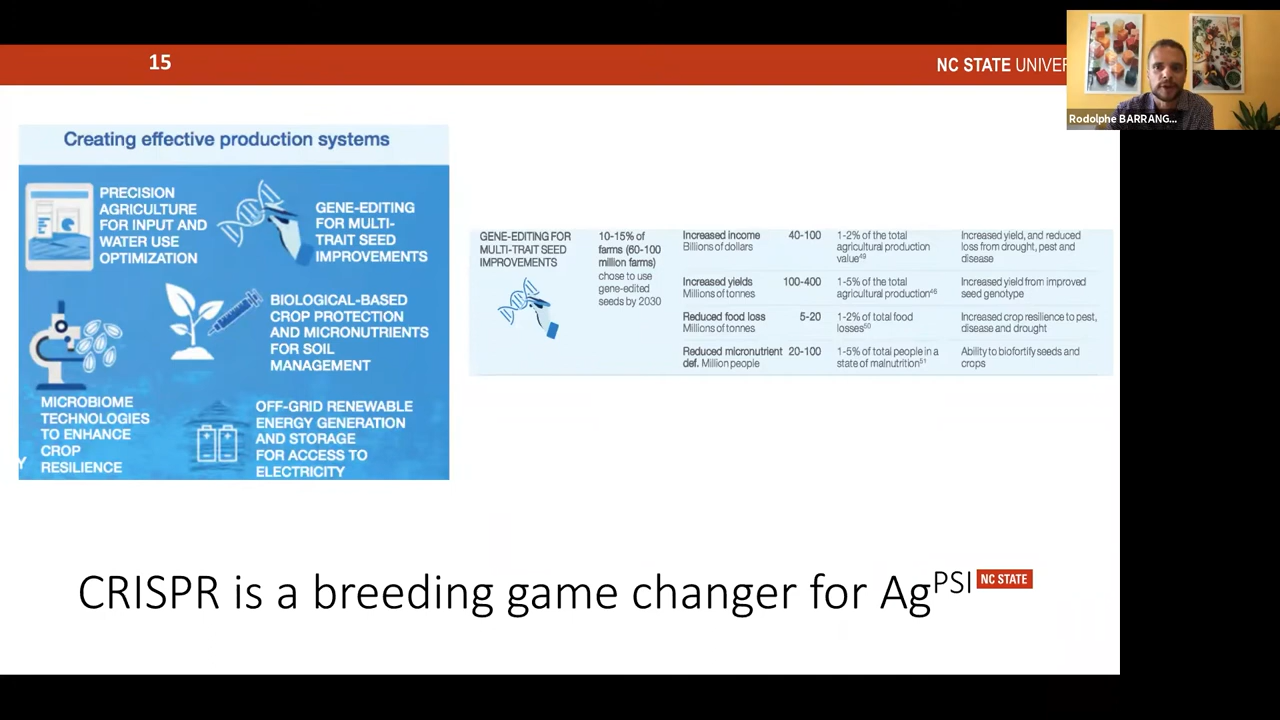 15
NC STATE UNIVER
Rodolphe BARRANG...
Creating effective production systems
PRECISION
AGRICULTURE
FOR INPUT AND
WATER USE
OPTIMIZATION
GENE-EDITING
FOR MULTI-
TRAIT SEED
IMPROVEMENTS
BIOLOGICAL-BASED
CROP PROTECTION
AND MICRONUTRIENTS
FOR SOIL
MANAGEMENT
MICROBIOME
TECHNOLOGIES
TO ENHANCE
CROP
RESILIENCE
OFF-GRID RENEWABLE
ENERGY GENERATION
AND STORAGE
FOR ACCESS TO
ELECTRICITY
Y
GENE-EDITING FOR
MULTI-TRAIT SEED
IMPROVEMENTS
10-15% of
farms (60-100
million farms)
chose to use
gene-edited
seeds by 2030
Increased income 40-100
Billions of dollars
1-2% of the total
agricultural production
value⁴⁹
Increased yield, and reduced
loss from drought, pest and
disease
Increased yields 100-400
Millions of tonnes
1-5% of the total
agricultural production⁴⁶
Increased yield from improved
seed genotype
Reduced food loss 5-20
Millions of tonnes
1-2% of total food
losses⁵⁰
Increased crop resilience to pest,
disease and drought
Reduced micronutrient 20-100
def. Million people
1-5% of total people in a
state of malnutrition⁵¹
Ability to biofortify seeds and
crops
CRISPR is a breeding game changer for Ag PSI NC STATE